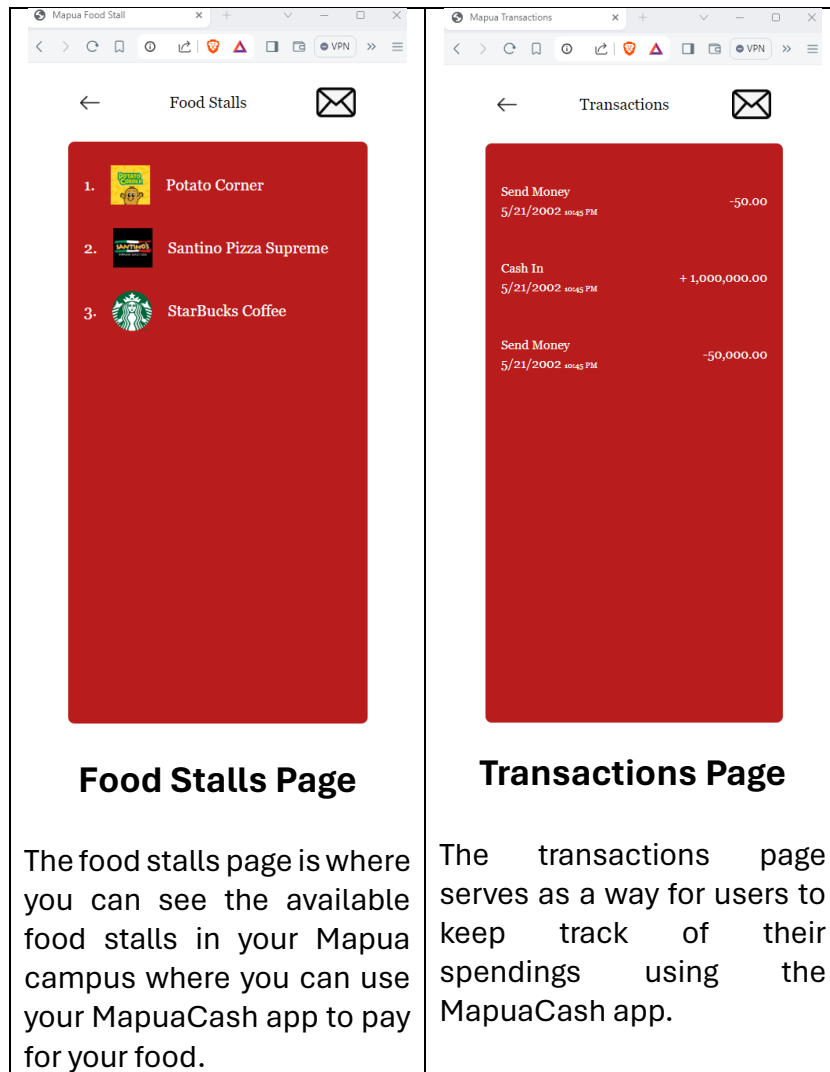 Mapua Food Stall
VPN
Food Stalls
1. POTATO CORNER Potato Corner
2. SANTINO'S Santino Pizza Supreme
3. StarBucks Coffee
Food Stalls Page
The food stalls page is where
you can see the available
food stalls in your Mapua
campus where you can use
your MapuaCash app to pay
for your food.
Mapua Transactions
VPN
Transactions
Send Money
5/21/2002 10:45 PM
-50.00
Cash In
5/21/2002 10:45 PM
+ 1,000,000.00
Send Money
5/21/2002 10:45 PM
-50,000.00
Transactions Page
The transactions page
serves as a way for users to
keep track of their
spendings using the
MapuaCash app.